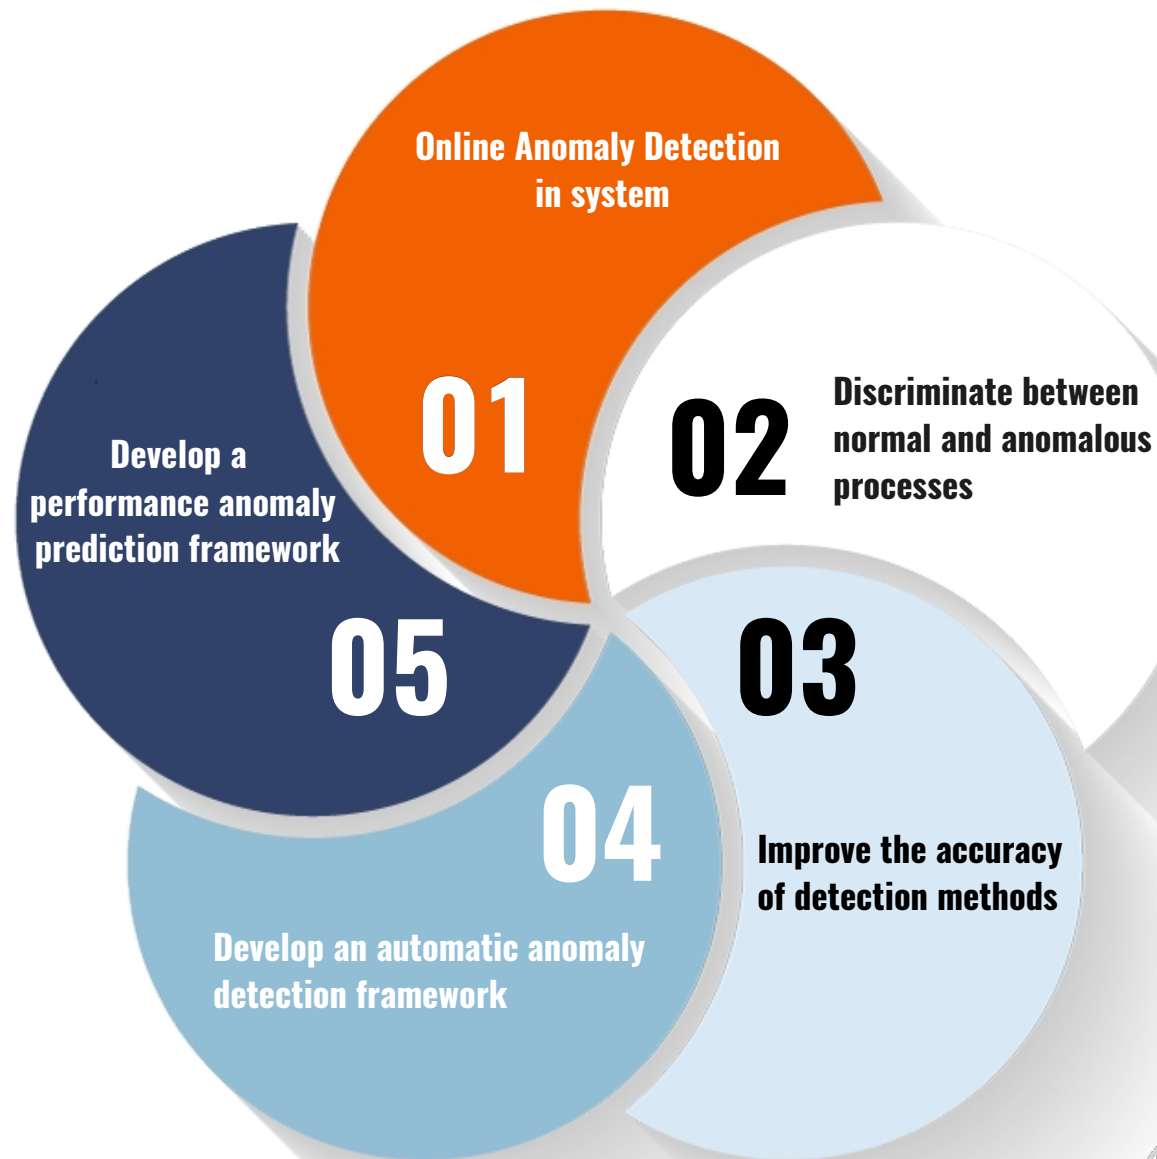 Online Anomaly Detection
in system
01
02
Discriminate between
normal and anomalous
processes
03
Improve the accuracy
of detection methods
04
Develop an automatic anomaly
detection framework
Develop a
performance anomaly
prediction framework
05